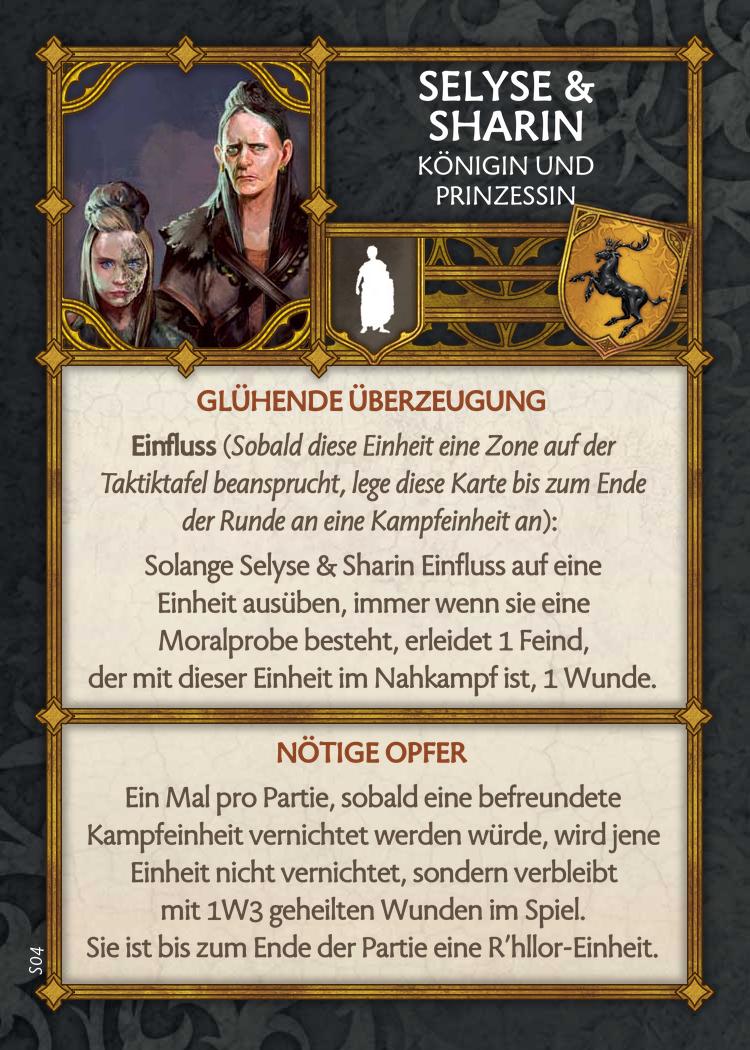 SELYSE &
SHARIN
KÖNIGIN UND
PRINZESSIN
GLÜHENDE ÜBERZEUGUNG
Einfluss (Sobald diese Einheit eine Zone auf der
Taktiktafel beansprucht, lege diese Karte bis zum Ende
der Runde an eine Kampfeinheit an):
Solange Selyse & Sharin Einfluss auf eine
Einheit ausüben, immer wenn sie eine
Moralprobe besteht, erleidet 1 Feind,
der mit dieser Einheit im Nahkampf ist, 1 Wunde.
NÖTIGE OPFER
Ein Mal pro Partie, sobald eine befreundete
Kampfeinheit vernichtet werden würde, wird jene
Einheit nicht vernichtet, sondern verbleibt
mit 1W3 geheilten Wunden im Spiel.
Sie ist bis zum Ende der Partie eine R'hllor-Einheit.
S04